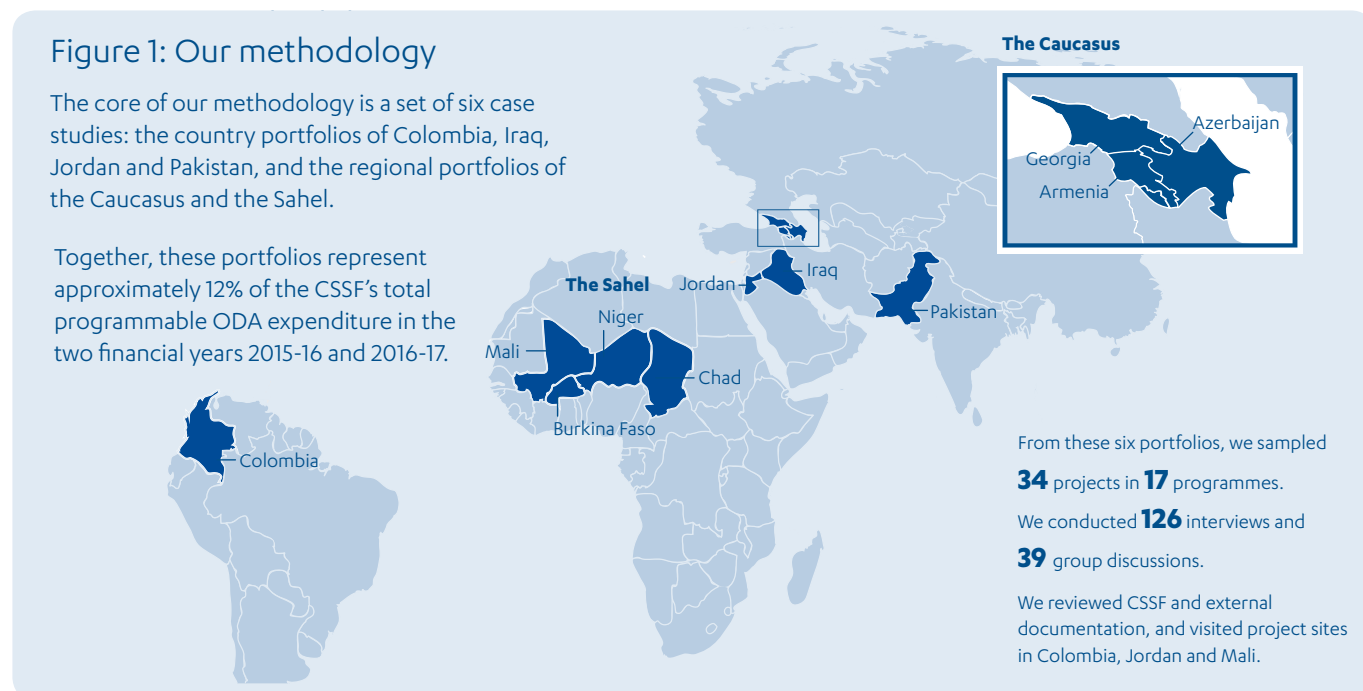 Figure 1: Our methodology
The core of our methodology is a set of six case
studies: the country portfolios of Colombia, Iraq,
Jordan and Pakistan, and the regional portfolios of
the Caucasus and the Sahel.
Together, these portfolios represent
approximately 12% of the CSSF's total
programmable ODA expenditure in the
two financial years 2015-16 and 2016-17.
The Caucasus
Azerbaijan
Georgia
Armenia
Iraq
Jordan
The Sahel
Pakistan
Niger
Mali
Chad
Burkina Faso
Colombia
From these six portfolios, we sampled
34 projects in 17 programmes.
We conducted 126 interviews and
39 group discussions.
We reviewed CSSF and external
documentation, and visited project sites
in Colombia, Jordan and Mali.